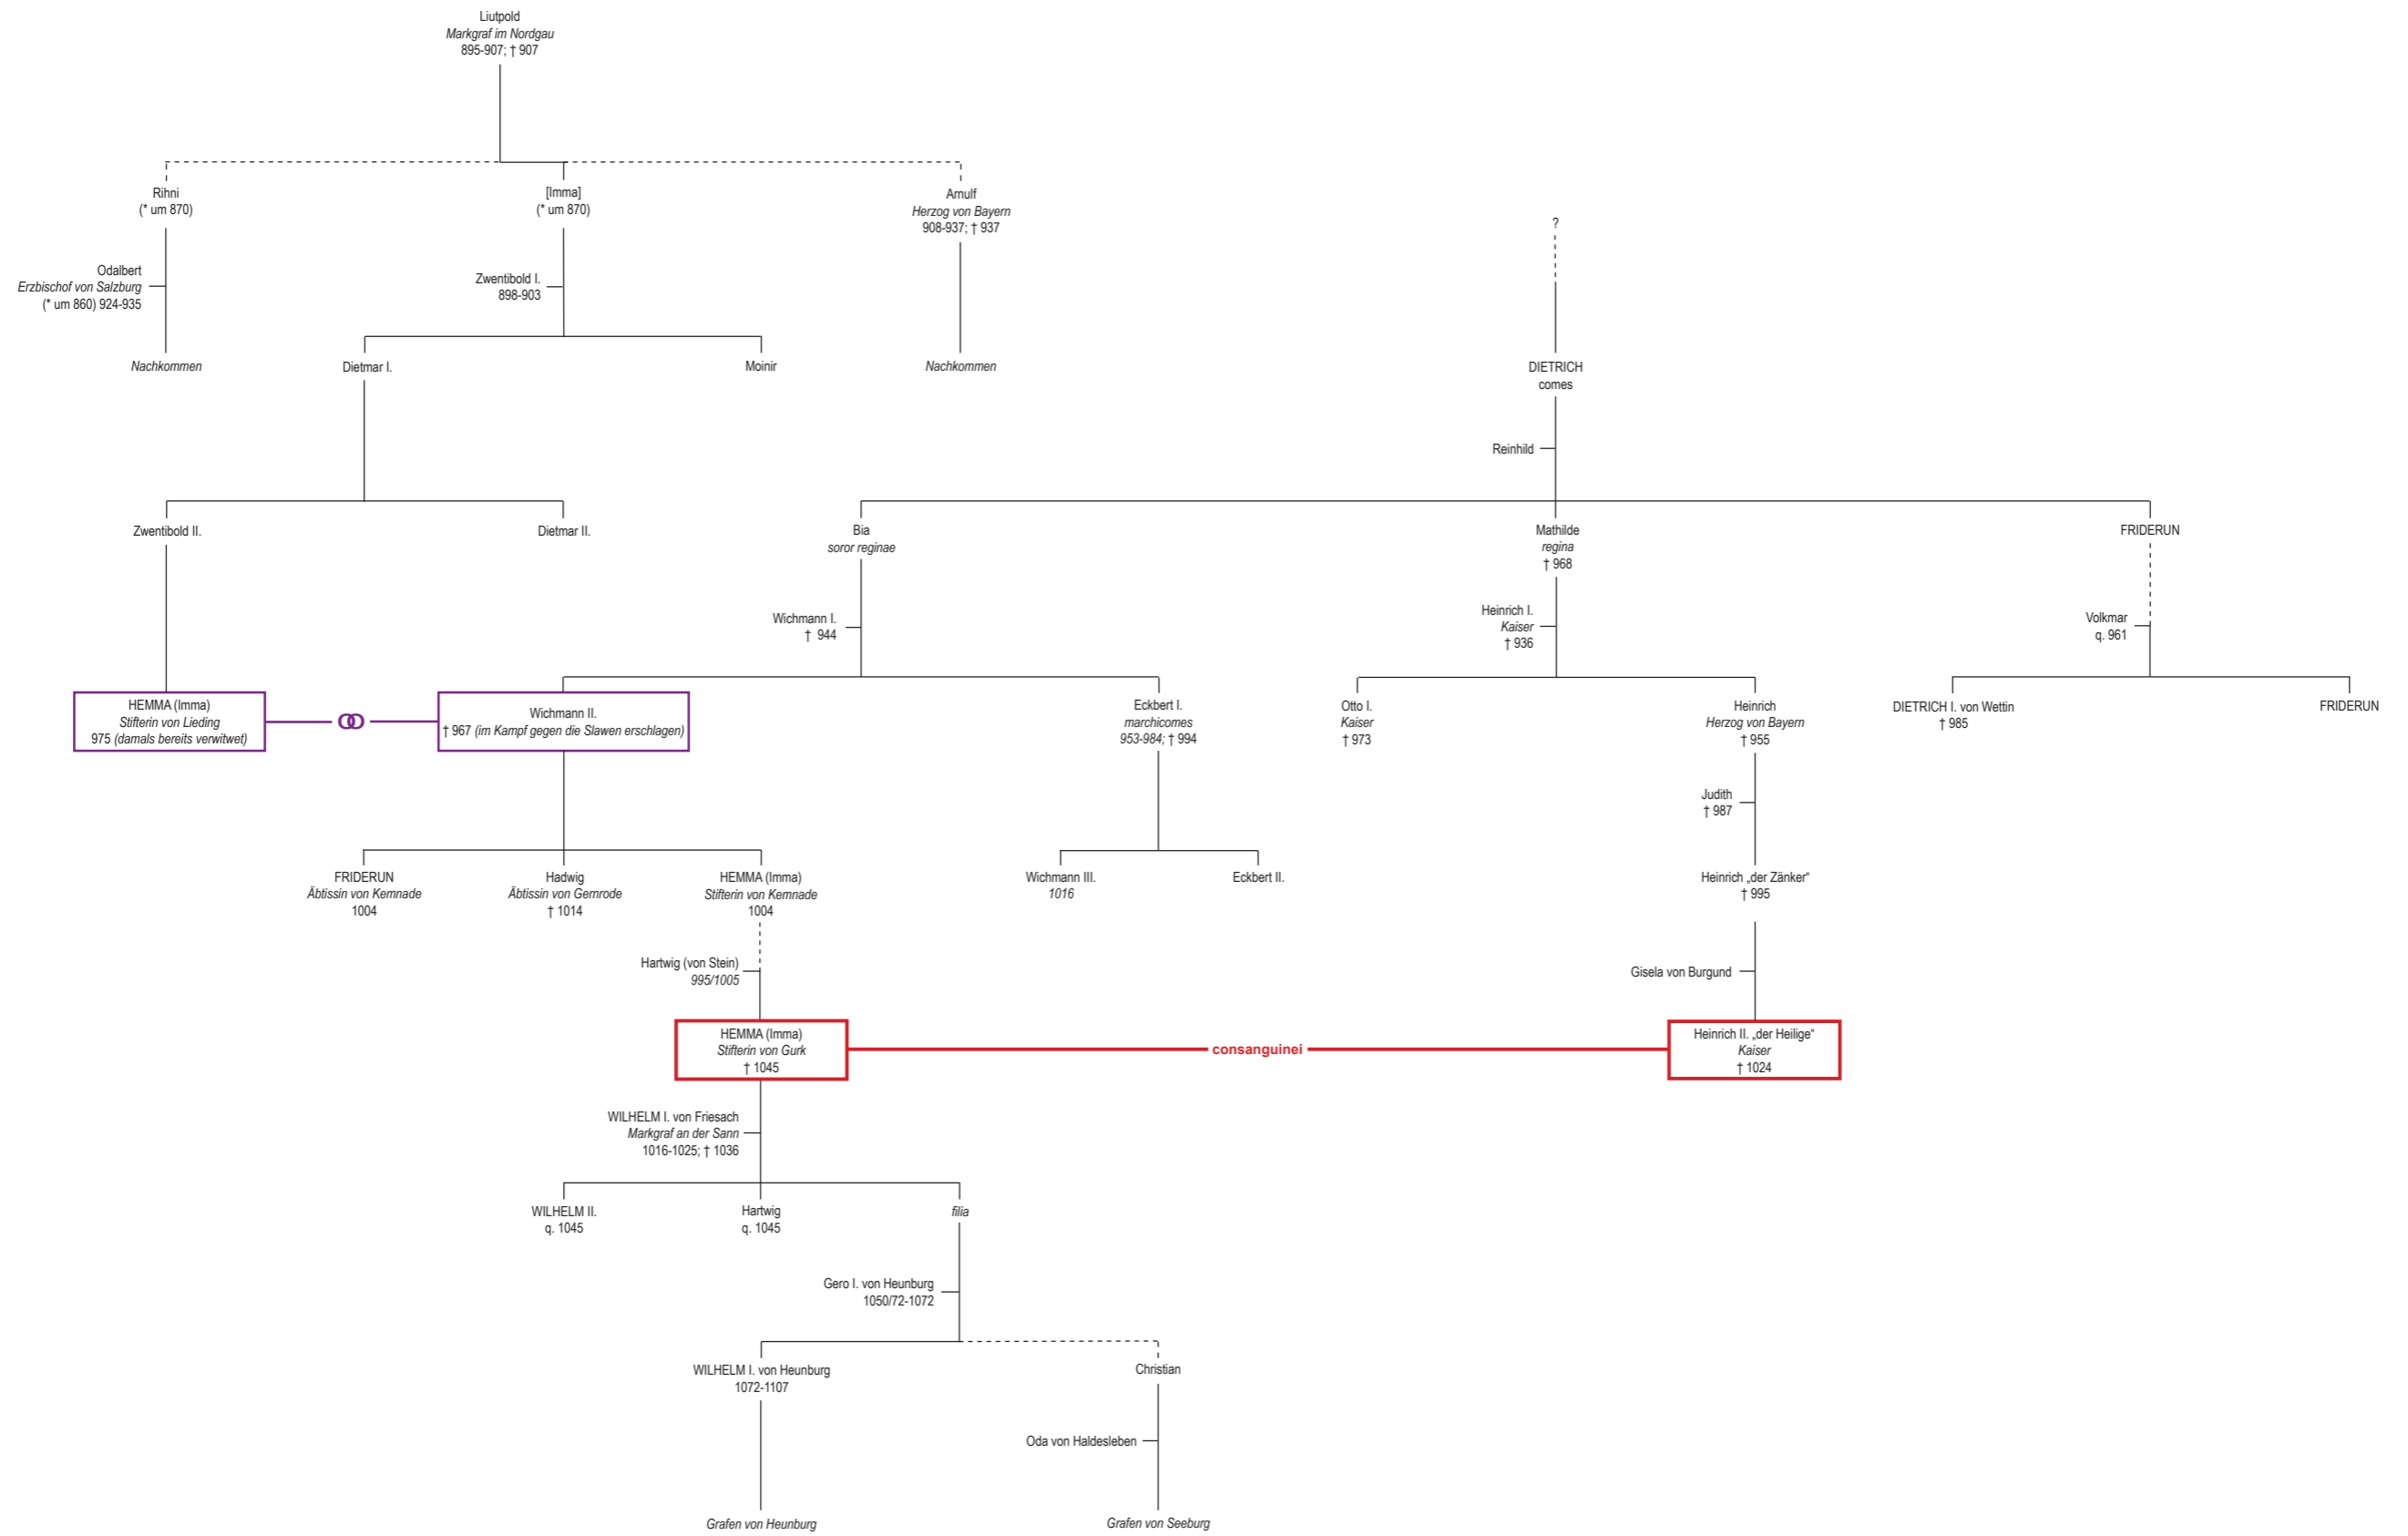 Liutpold
Markgraf im Nordgau
895-907; † 907
Rihni
(* um 870)
[Imma]
(* um 870)
Arnulf
Herzog von Bayern
908-937; † 937
?
Odalbert
Erzbischof von Salzburg
(* um 860) 924-935
Zwentibold I.
898-903
Nachkommen
Dietmar I.
Moinir
Nachkommen
DIETRICH
comes
Reinhild
Zwentibold II.
Dietmar II.
Bia
soror reginae
Mathilde
regina
† 968
FRIDERUN
Wichmann I.
† 944
Heinrich I.
Kaiser
† 936
Volkmar
q. 961
HEMMA (Imma)
Stifterin von Lieding
975 (damals bereits verwitwet)
Wichmann II.
† 967 (im Kampf gegen die Slawen erschlagen)
Eckbert I.
marchicomes
953-984; † 994
Otto I.
Kaiser
† 973
Heinrich
Herzog von Bayern
† 955
DIETRICH I. von Wettin
† 985
FRIDERUN
Judith
† 987
FRIDERUN
Äbtissin von Kemnade
1004
Hadwig
Äbtissin von Gernrode
† 1014
HEMMA (Imma)
Stifterin von Kemnade
1004
Wichmann III.
1016
Eckbert II.
Heinrich „der Zänker“
† 995
Hartwig (von Stein)
995/1005
Gisela von Burgund
HEMMA (Imma)
Stifterin von Gurk
† 1045
consanguinei
Heinrich II. „der Heilige“
Kaiser
† 1024
WILHELM I. von Friesach
Markgraf an der Sann
1016-1025; † 1036
WILHELM II.
q. 1045
Hartwig
q. 1045
filia
Gero I. von Heunburg
1050/72-1072
WILHELM I. von Heunburg
1072-1107
Christian
Oda von Haldesleben
Grafen von Heunburg
Grafen von Seeburg